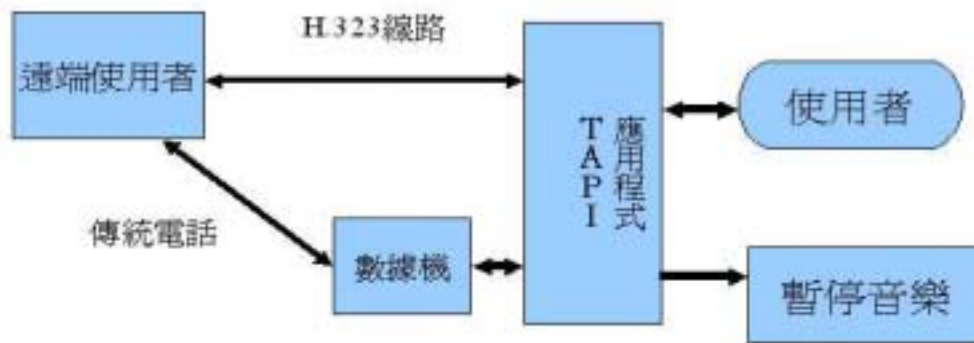 H.323線路
遠端使用者
TAPI
應用程式
使用者
傳統電話
數據機
暫停音樂